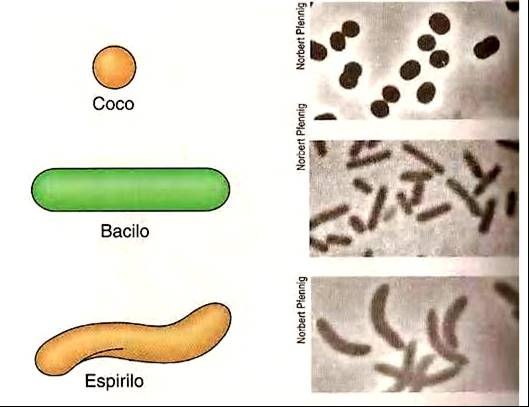 Coco
Norbert Pfennig
Bacilo
Norbert Pfennig
Espirilo
Norbert Pfennig